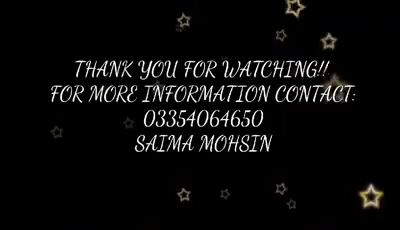 THANK YOU FOR WATCHING!!
FOR MORE INFORMATION CONTACT:
03354064650
SAIMA MOHSIN